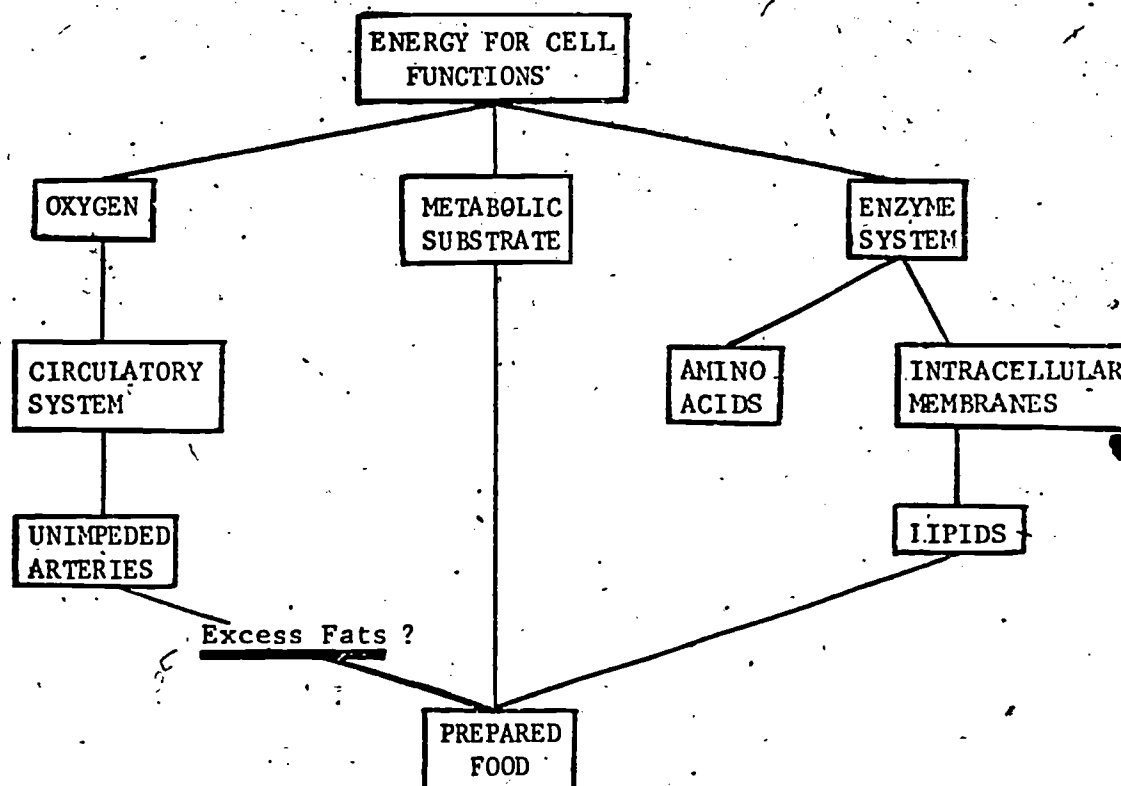 ENERGY FOR CELL
FUNCTIONS
OXYGEN
METABOLIC
SUBSTRATE
ENZYME
SYSTEM
CIRCULATORY
SYSTEM
AMINO
ACIDS
INTRACELLULAR
MEMBRANES
UNIMPEDED
ARTERIES
LIPIDS
Excess Fats ?
PREPARED
FOOD